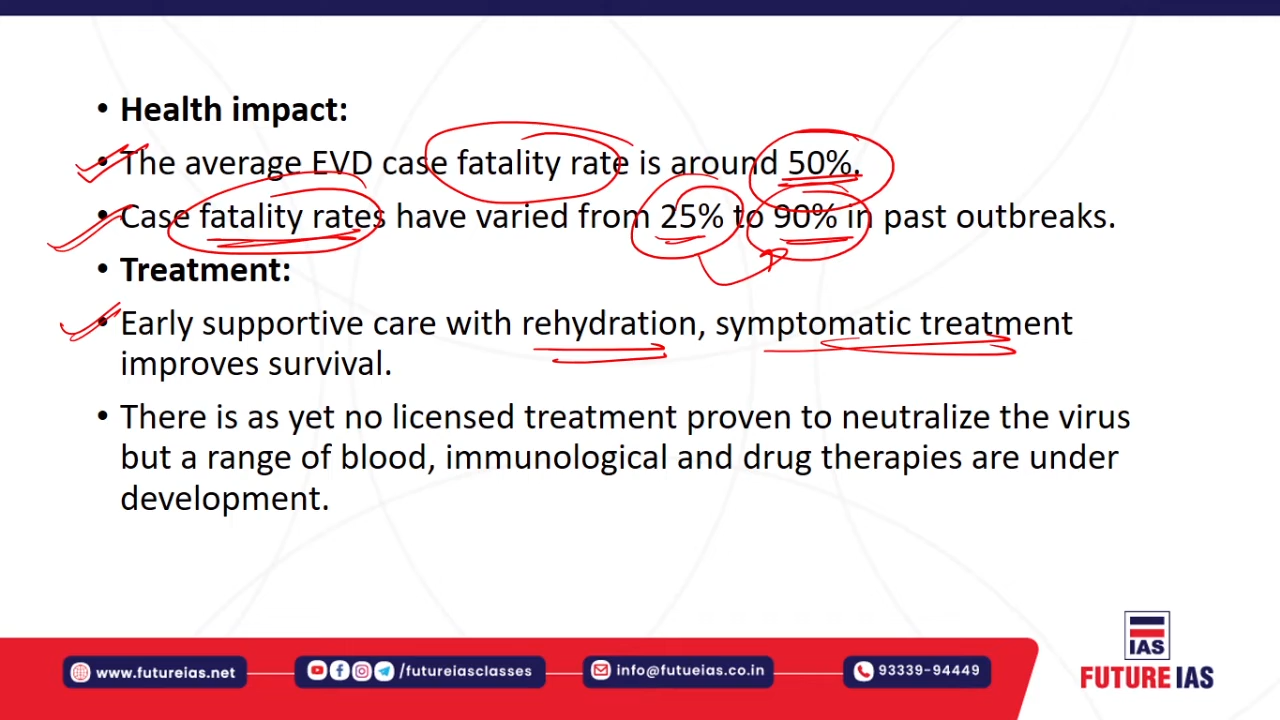 • Health impact:
• The average EVD case fatality rate is around 50%.
• Case fatality rates have varied from 25% to 90% in past outbreaks.
• Treatment:
• Early supportive care with rehydration, symptomatic treatment
improves survival.
• There is as yet no licensed treatment proven to neutralize the virus
but a range of blood, immunological and drug therapies are under
development.
IAS
FUTURE IAS
www.futureias.net
/futureiasclasses
info@futueias.co.in
93339-94449